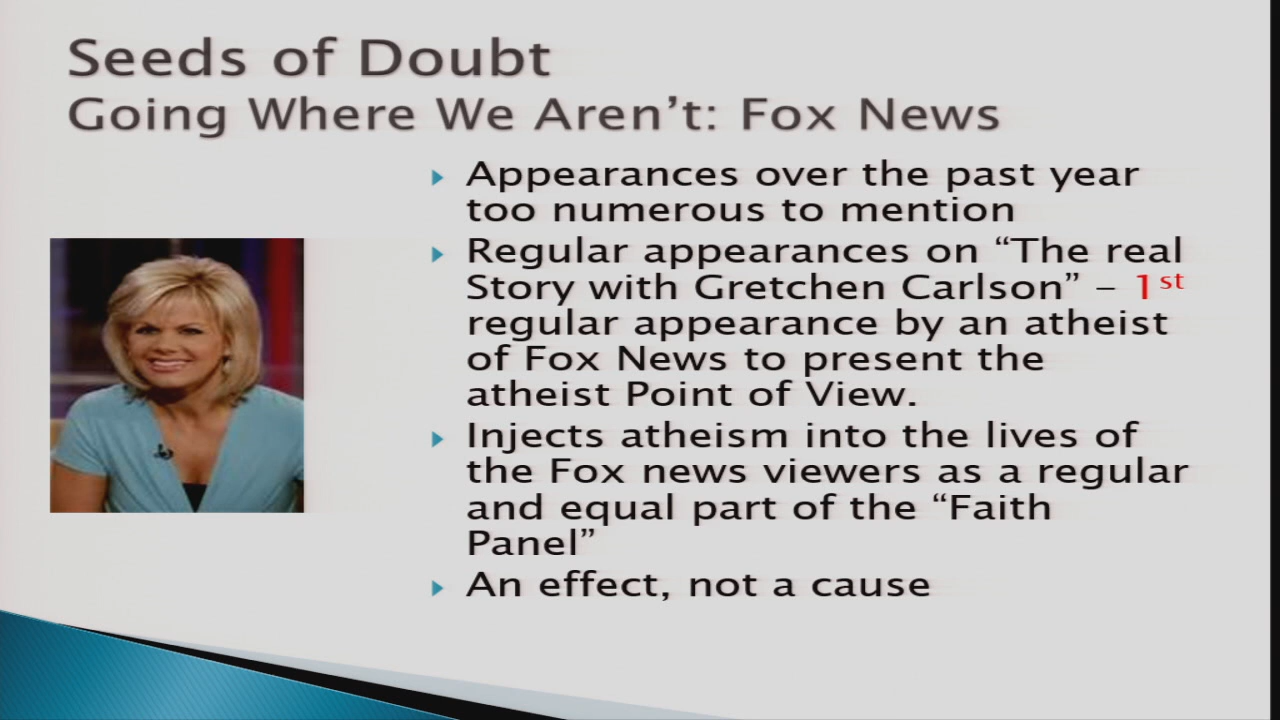 Seeds of Doubt
Going Where We Aren’t: Fox News
Appearances over the past year
too numerous to mention
Regular appearances on “The real
Story with Gretchen Carlson” – 1st
regular appearance by an atheist
of Fox News to present the
atheist Point of View.
Injects atheism into the lives of
the Fox news viewers as a regular
and equal part of the “Faith
Panel”
An effect, not a cause